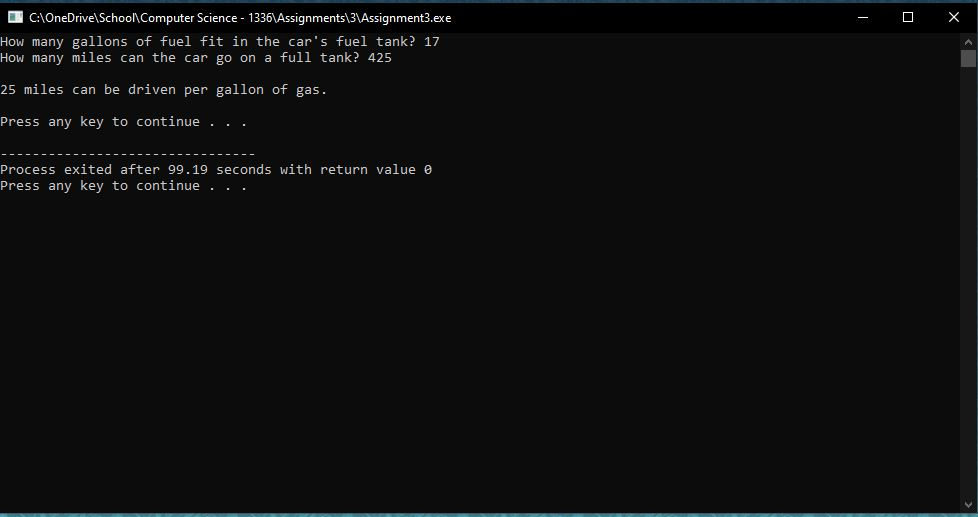 C:\OneDrive\School\Computer Science - 1336\Assignments\3\Assignment3.exe
How many gallons of fuel fit in the car's fuel tank? 17
How many miles can the car go on a full tank? 425
25 miles can be driven per gallon of gas.
Press any key to continue . . .
--------------------------------
Process exited after 99.19 seconds with return value 0
Press any key to continue . . .